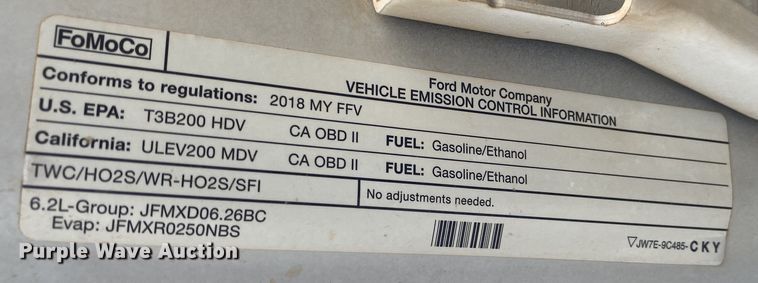 FoMoCo
Ford Motor Company
VEHICLE EMISSION CONTROL INFORMATION
Conforms to regulations: 2018 MY FFV
U.S. EPA: T3B200 HDV CA OBD II FUEL: Gasoline/Ethanol
California: ULEV200 MDV CA OBD II FUEL: Gasoline/Ethanol
TWC/HO2S/WR-HO2S/SFI No adjustments needed.
6.2L-Group: JFMXD06.26BC
Evap: JFMXR0250NBS
▽JW7E-9C485-CKY
Purple Wave Auction